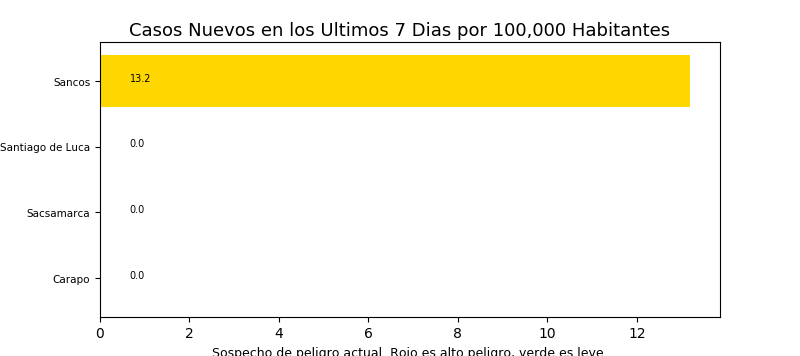 Casos Nuevos en los Ultimos 7 Dias por 100,000 Habitantes
Sancos
13.2
Santiago de Luca
0.0
Sacsamarca
0.0
Carapo
0.0
0 2 4 6 8 10 12
Sospecho de peligro actual. Rojo es alto peligro, verde es leve